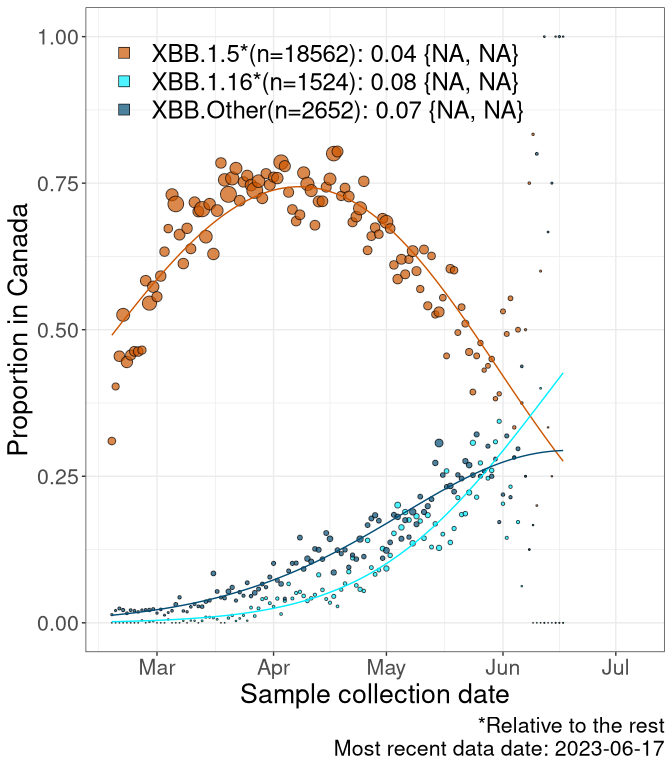 XBB.1.5*(n=18562): 0.04 {NA, NA}
XBB.1.16*(n=1524): 0.08 {NA, NA}
XBB.Other(n=2652): 0.07 {NA, NA}
Proportion in Canada
1.00
0.75
0.50
0.25
0.00
Mar Apr May Jun Jul
Sample collection date
*Relative to the rest
Most recent data date: 2023-06-17